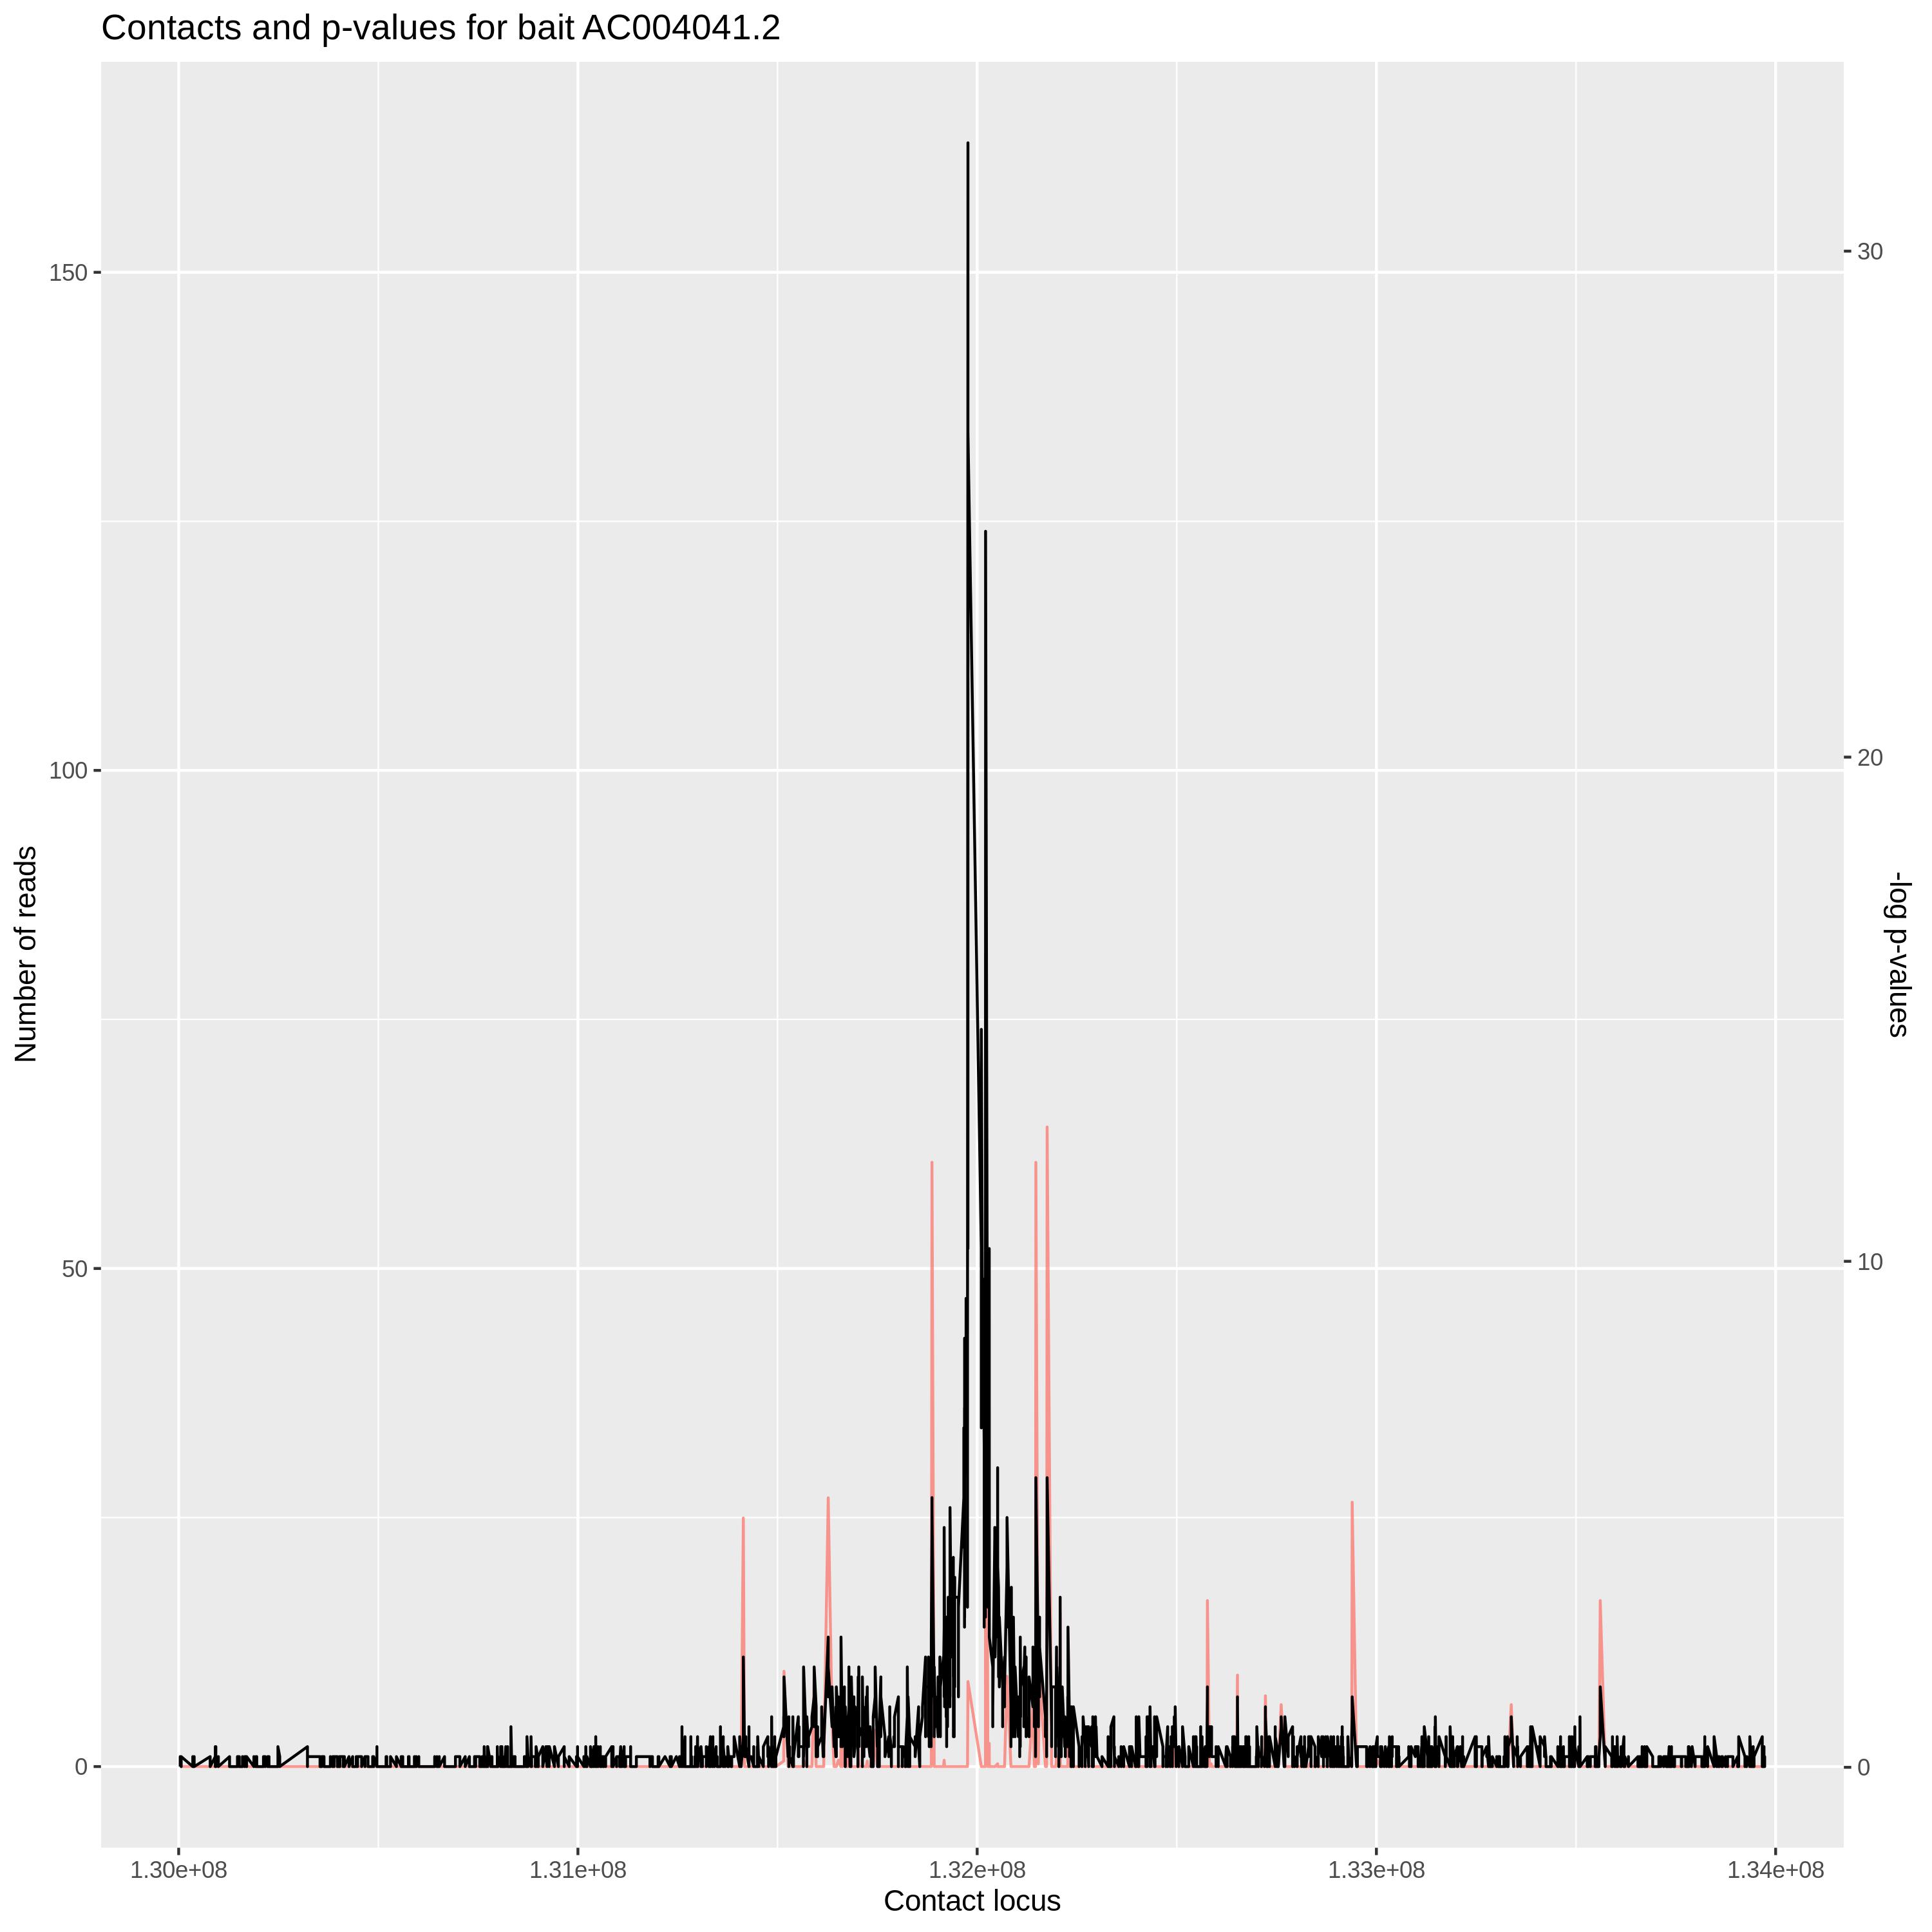 Contacts and p-values for bait AC004041.2
150
100
50
0
30
20
10
0
Number of reads
-log p-values
1.30e+08
1.31e+08
1.32e+08
1.33e+08
1.34e+08
Contact locus